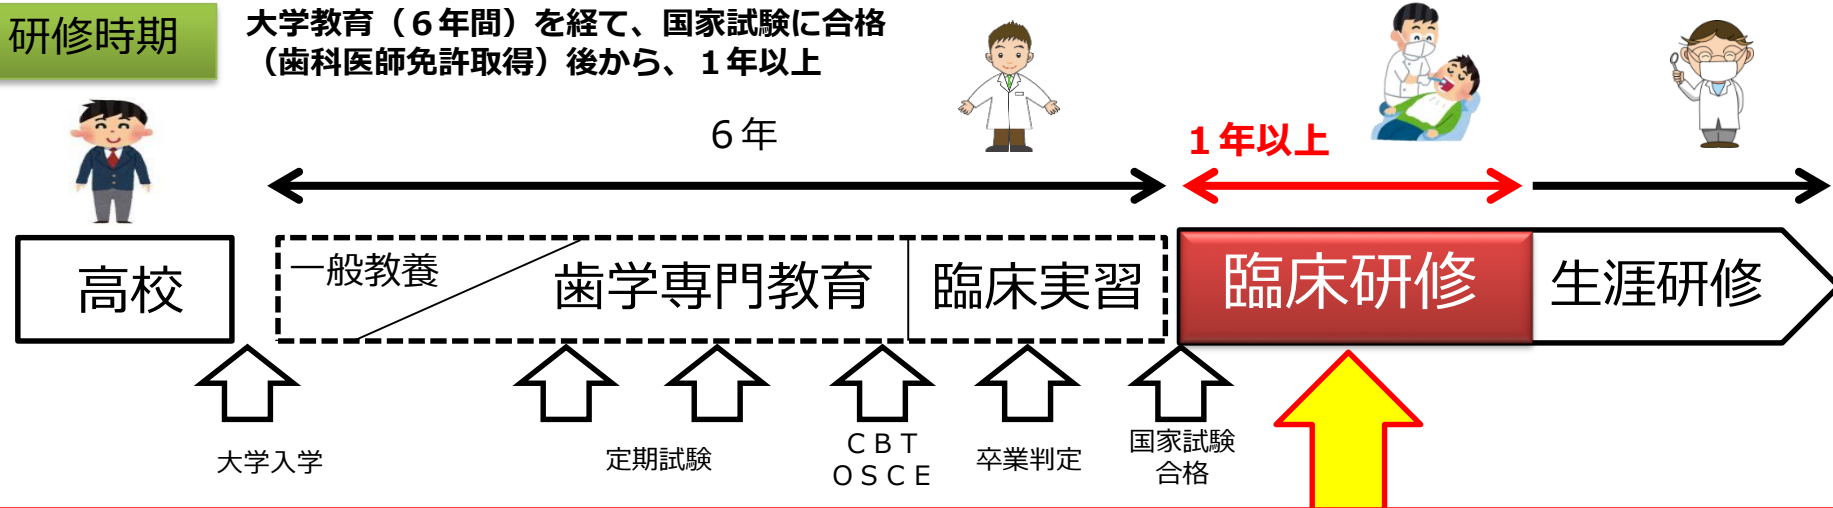 研修時期
大学教育（６年間）を経て、国家試験に合格
（歯科医師免許取得）後から、１年以上
６年
１年以上
高校
一般教養
歯学専門教育
臨床実習
臨床研修
生涯研修
大学入学
定期試験
ＣＢＴ
ＯＳＣＥ
卒業判定
国家試験
合格